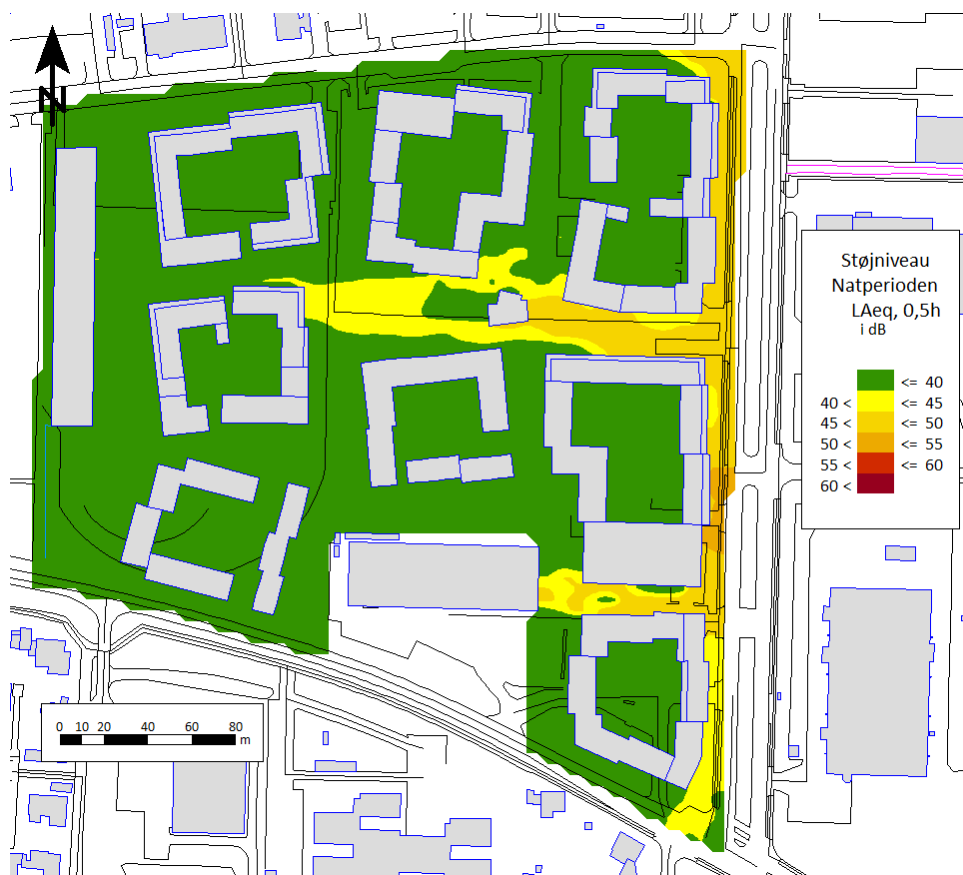 N
Støjniveau
Natperioden
LAeq, 0,5h
i dB
<= 40
40 < <= 45
45 < <= 50
50 < <= 55
55 < <= 60
60 <
0 10 20 40 60 80
m